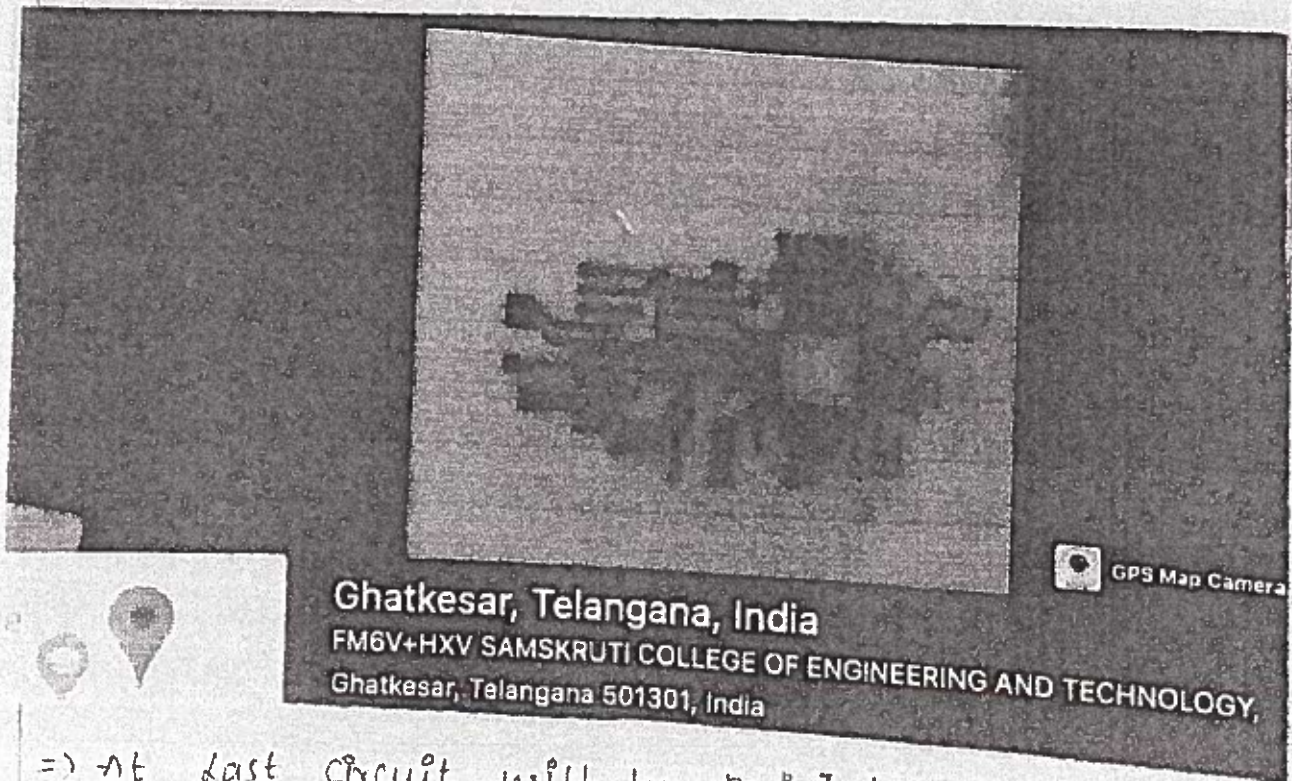 GPS Map Camera
Ghatkesar, Telangana, India
FM6V+HXV SAMSKRUTI COLLEGE OF ENGINEERING AND TECHNOLOGY,
Ghatkesar, Telangana 501301, India
=) At last circuit will be